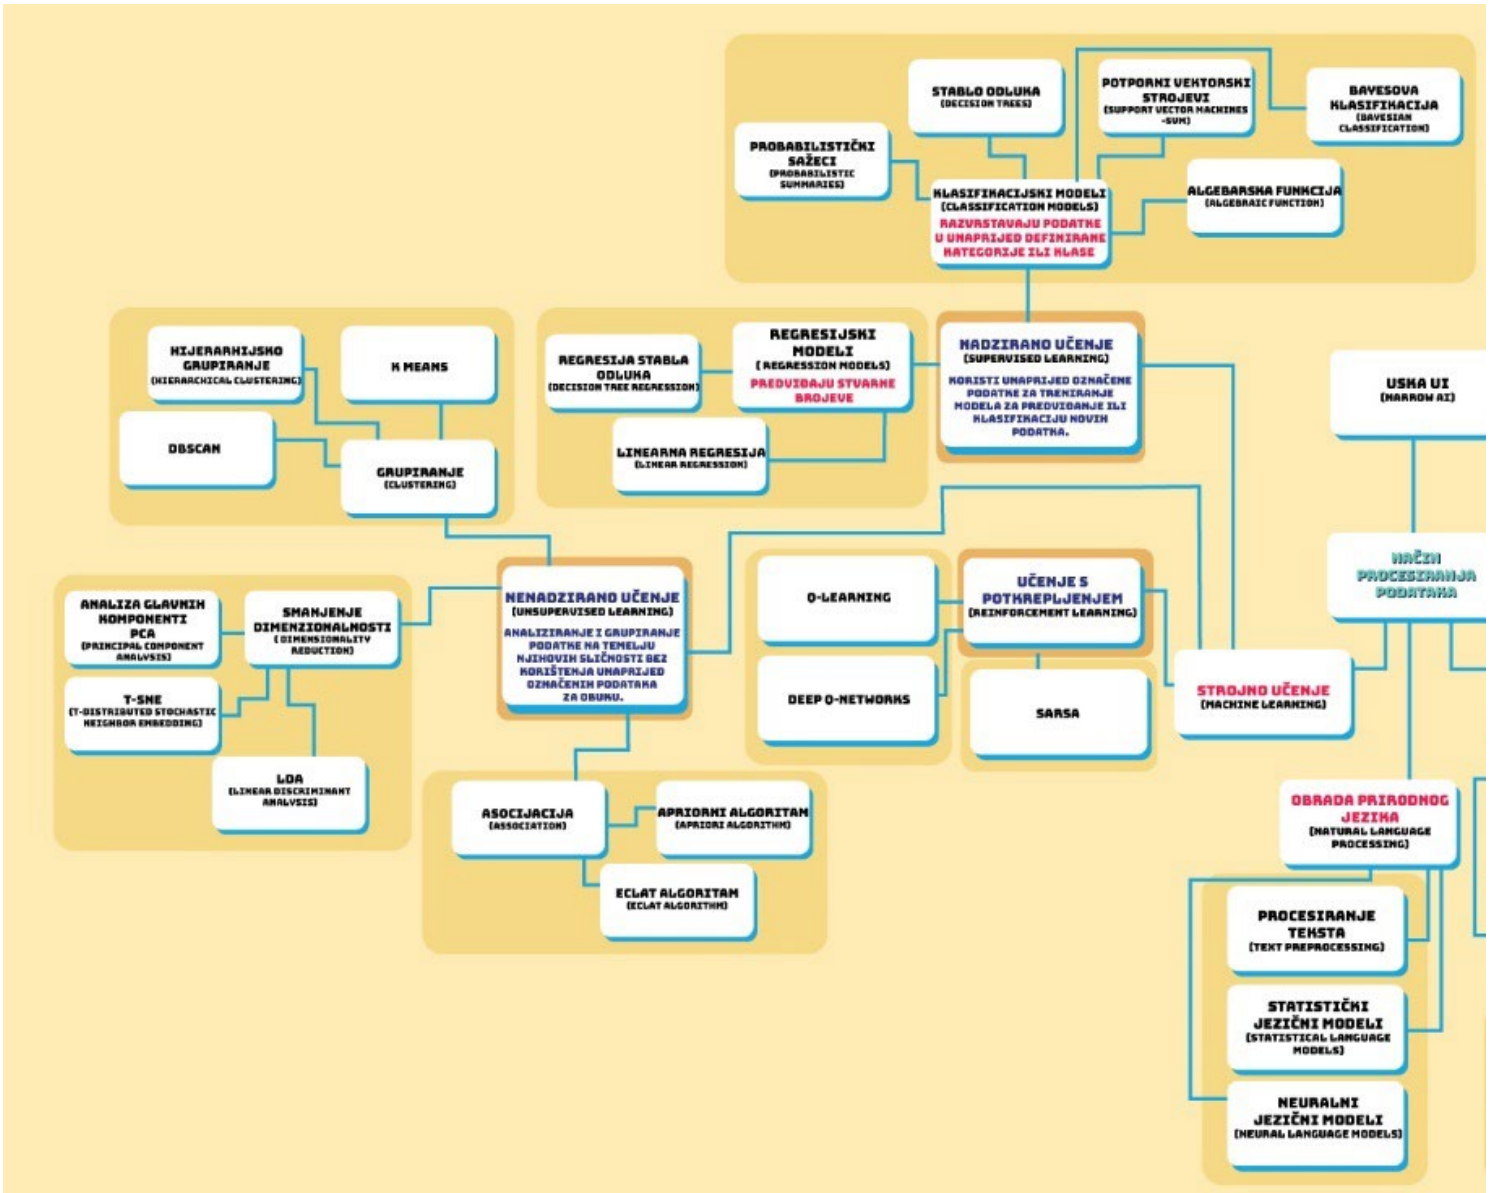 STABLO ODLUKA
(DECISION TREES)
POTPORNI VEKTORSKI
STROJEVI
(SUPPORT VECTOR MACHINES
-SVM)
BAYESOVA
KLASIFIKACIJA
(BAYESIAN
CLASSIFICATION)
PROBABILISTIČKI
SAŽECI
(PROBABILISTIC
SUMMARIES)
KLASIFIKACIJSKI MODELI
(CLASSIFICATION MODELS)
RAZVRSTAVAJU PODATKE
U UNAPRIJED DEFINIRANE
KATEGORIJE ILI KLASE
ALGEBARSKA FUNKCIJA
(ALGEBRAIC FUNCTION)
HIJERARHIJSKO
GRUPIRANJE
(HIERARCHICAL CLUSTERING)
K MEANS
DBSCAN
GRUPIRANJE
(CLUSTERING)
REGRESIJA STABLA
ODLUKA
(DECISION TREE REGRESSION)
REGRESIJSKI
MODELI
( REGRESSION MODELS)
PREDVIĐAJU STVARNE
BROJEVE
LINEARNA REGRESIJA
(LINEAR REGRESSION)
NADZIRANO UČENJE
(SUPERVISED LEARNING)
KORISTI UNAPRIJED OZNAČENE
PODATKE ZA TRENIRANJE
MODELA ZA PREDVIĐANJE ILI
KLASIFIKACIJU NOVIH
PODATKA.
USKA UI
(NARROW AI)
NAČIN
PROCESIRANJA
PODATAKA
ANALIZA GLAVNIH
KOMPONENTI
PCA
(PRINCIPAL COMPONENT
ANALYSIS)
SMANJENJE
DIMENZIONALNOSTI
( DIMENSIONALITY
REDUCTION)
T-SNE
(T-DISTRIBUTED STOCHASTIC
NEIGHBOR EMBEDDING)
LDA
(LINEAR DISCRIMINANT
ANALYSIS)
NENADZIRANO UČENJE
(UNSUPERVISED LEARNING)
ANALIZIRANJE I GRUPIRANJE
PODATKE NA TEMELJU
NJIHOVIH SLIČNOSTI BEZ
KORIŠTENJA UNAPRIJED
OZNAČENIH PODATAKA
ZA OBUKU.
Q-LEARNING
DEEP Q-NETWORKS
UČENJE S
POTKREPLJENJEM
(REINFORCEMENT LEARNING)
SARSA
STROJNO UČENJE
(MACHINE LEARNING)
ASOCIJACIJA
(ASSOCIATION)
APRIORNI ALGORITAM
(APRIORI ALGORITHM)
ECLAT ALGORITAM
(ECLAT ALGORITHM)
OBRADA PRIRODNOG
JEZIKA
(NATURAL LANGUAGE
PROCESSING)
PROCESIRANJE
TEKSTA
(TEXT PREPROCESSING)
STATISTIČKI
JEZIČNI MODELI
(STATISTICAL LANGUAGE
MODELS)
NEURALNI
JEZIČNI MODELI
(NEURAL LANGUAGE MODELS)